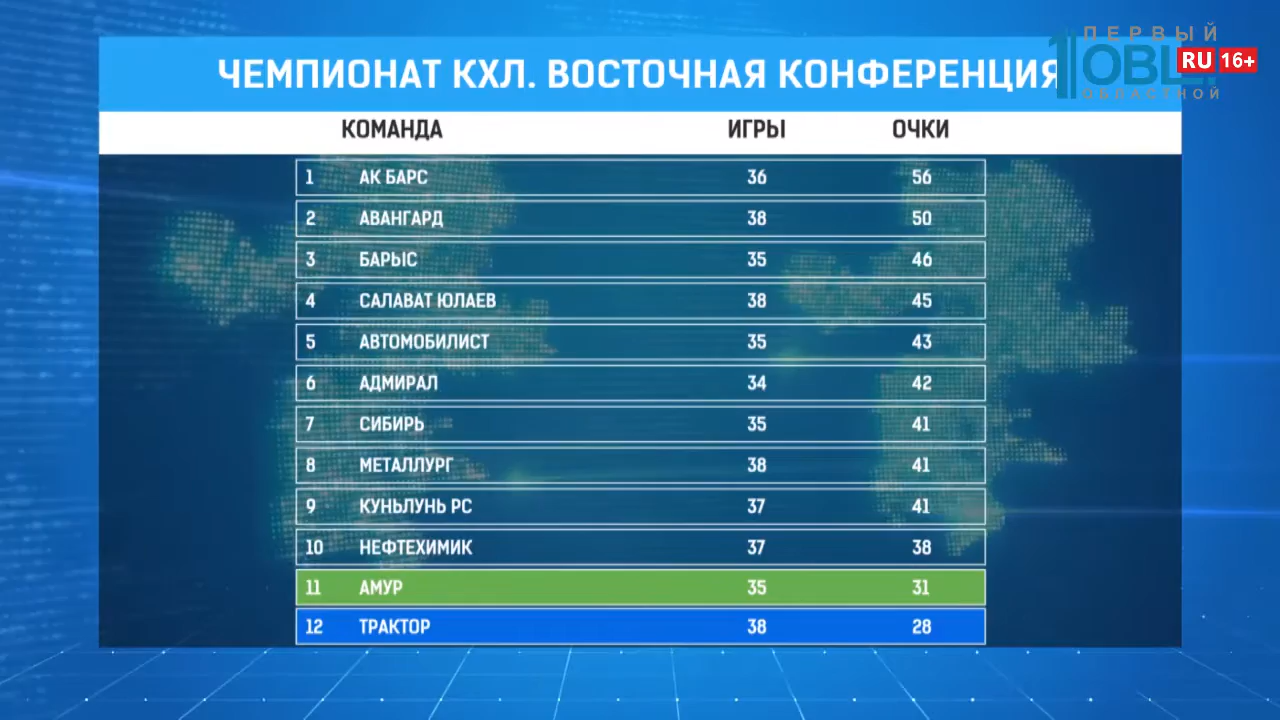 ПЕРВЫЙ
ЧЕМПИОНАТ КХЛ. ВОСТОЧНАЯ КОНФЕРЕНЦИЯ
1 OBL RU 16+
ОБЛАСТНОЙ
КОМАНДА ИГРЫ ОЧКИ
1 АК БАРС 36 56
2 АВАНГАРД 38 50
3 БАРЫС 35 46
4 САЛАВАТ ЮЛАЕВ 38 45
5 АВТОМОБИЛИСТ 35 43
6 АДМИРАЛ 34 42
7 СИБИРЬ 35 41
8 МЕТАЛЛУРГ 38 41
9 КУНЬЛУНЬ РС 37 41
10 НЕФТЕХИМИК 37 38
11 АМУР 35 31
12 ТРАКТОР 38 28